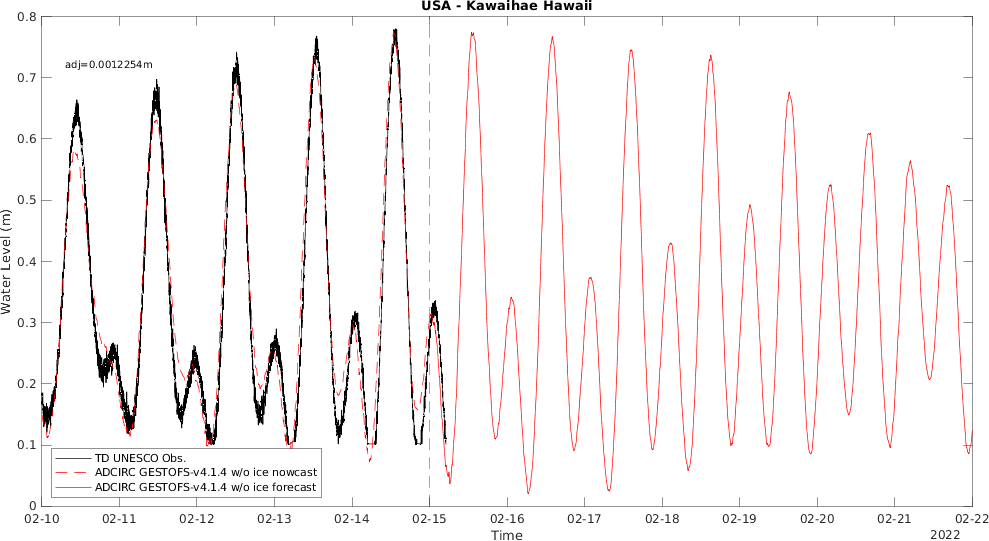 USA - Kawaihae Hawaii
0.8
0.7
0.6
0.5
0.4
0.3
0.2
0.1
0
Water Level (m)
adj=0.0012254m
TD UNESCO Obs.
ADCIRC GESTOFS-v4.1.4 w/o ice nowcast
ADCIRC GESTOFS-v4.1.4 w/o ice forecast
02-10 02-11 02-12 02-13 02-14 02-15 02-16 02-17 02-18 02-19 02-20 02-21 02-22
Time
2022